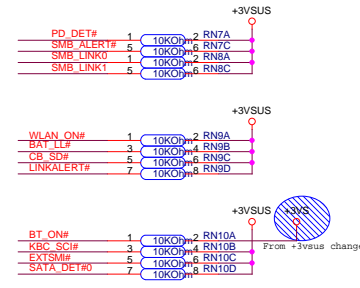 +3VSUS
PD_DET# 1 10KOhm 2 RN7A
SMB_ALERT# 5 10KOhm 6 RN7C
SMB_LINK0 1 10KOhm 2 RN8A
SMB_LINK1 5 10KOhm 6 RN8C
+3VSUS
WLAN_ON# 1 10KOhm 2 RN9A
BAT_LL# 3 10KOhm 4 RN9B
CB_SD# 5 10KOhm 6 RN9C
LINKALERT# 7 10KOhm 8 RN9D
+3VSUS +3VS
BT_ON# 1 10KOhm 2 RN10A
KBC_SCI# 3 10KOhm 4 RN10B From +3vsus change
EXTSMI# 5 10KOhm 6 RN10C
SATA_DET#0 7 10KOhm 8 RN10D